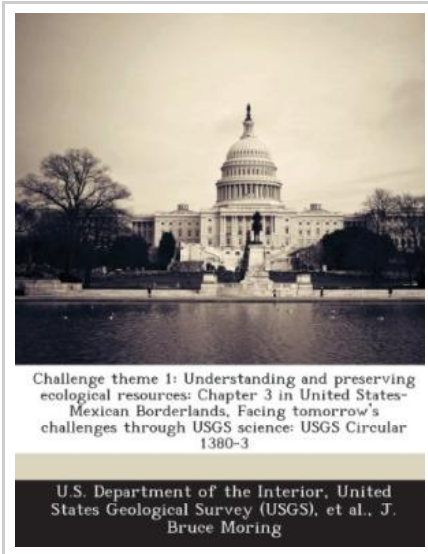 Challenge theme 1: Understanding and preserving
ecological resources: Chapter 3 in United States-
Mexican Borderlands, Facing tomorrow's
challenges through USGS science: USGS Circular
1380-3
U.S. Department of the Interior, United
States Geological Survey (USGS), et al., J.
Bruce Moring